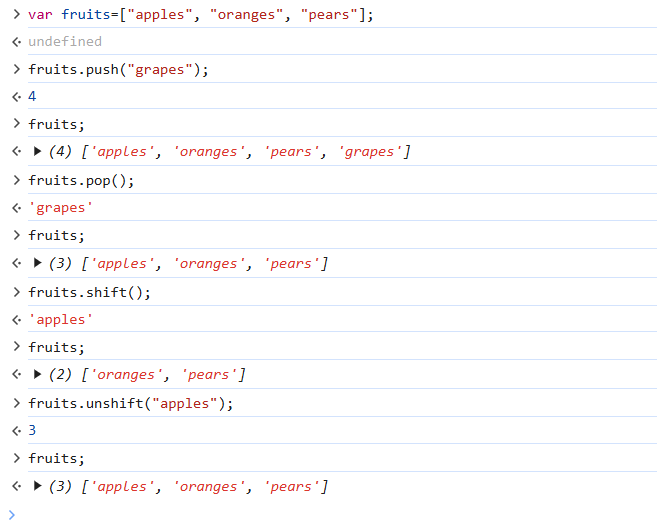 > var fruits=["apples", "oranges", "pears"];
<· undefined
> fruits.push("grapes");
<· 4
> fruits;
<· ▶ (4) ['apples', 'oranges', 'pears', 'grapes']
> fruits.pop();
<· 'grapes'
> fruits;
<· ▶ (3) ['apples', 'oranges', 'pears']
> fruits.shift();
<· 'apples'
> fruits;
<· ▶ (2) ['oranges', 'pears']
> fruits.unshift("apples");
<· 3
> fruits;
<· ▶ (3) ['apples', 'oranges', 'pears']
>